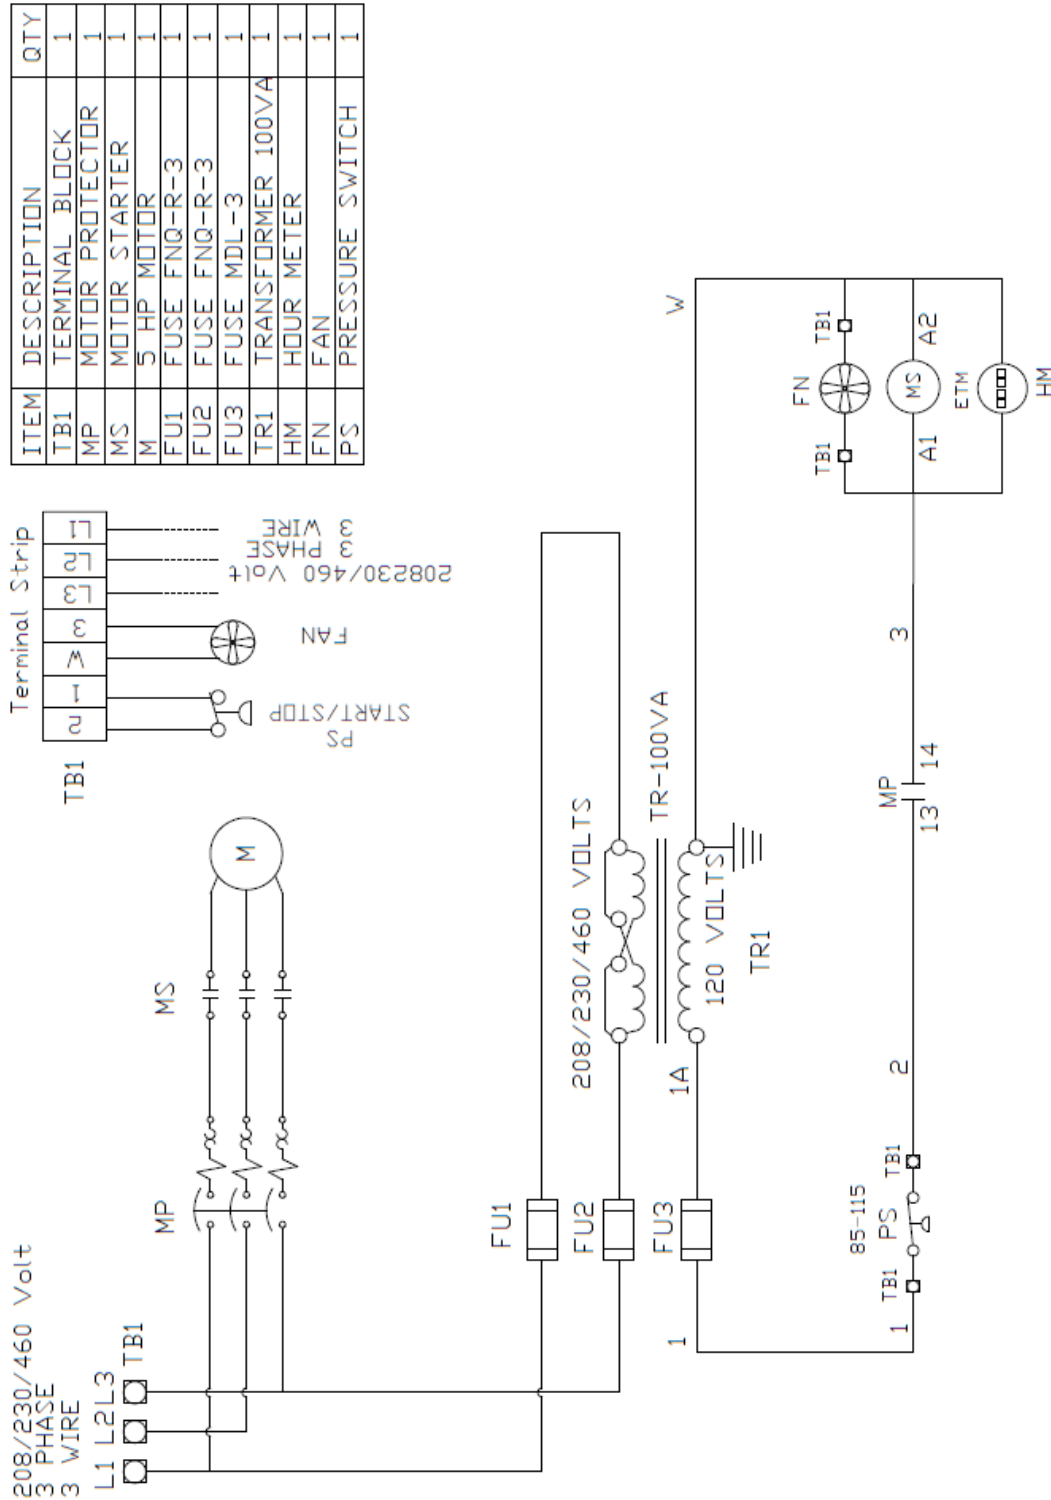 ITEM DESCRIPTION QTY
TB1 TERMINAL BLOCK 1
MP MOTOR PROTECTOR 1
MS MOTOR STARTER 1
M 5 HP MOTOR 1
FU1 FUSE FNQ-R-3 1
FU2 FUSE FNQ-R-3 1
FU3 FUSE MDL-3 1
TR1 TRANSFORMER 100VA 1
HM HOUR METER 1
FN FAN 1
PS PRESSURE SWITCH 1
Terminal Strip
TB1
2
1
W
3
L3
L2
L1
PS
START/STOP
FAN
208230/460 Volt
3 PHASE
3 WIRE
208/230/460 Volt
3 PHASE
3 WIRE
L1 L2 L3 TB1
MP
MS
M
FU1
FU2
FU3
208/230/460 VOLTS
TR-100VA
1A
120 VOLTS
TR1
W
1
TB1
85-115
PS
TB1
2
MP
13
14
3
TB1
FN
TB1
A1
MS
A2
ETM
HM